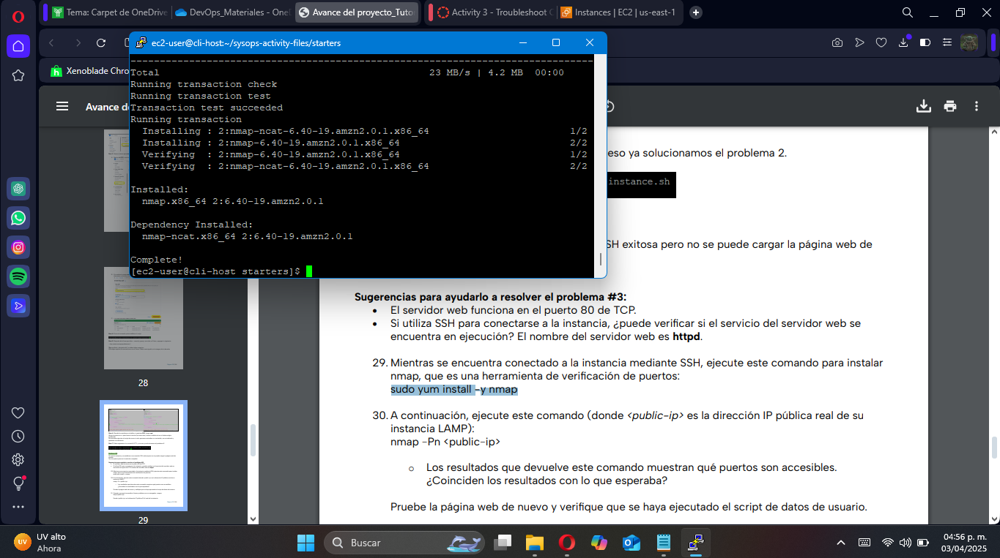 Tema: Carpet de OneDrive
DevOps_Materiales - OneD
Avance del proyecto_Tuto
Activity 3 - Troubleshoot C
Instances | EC2 | us-east-1
ec2-user@cli-host:~/sysops-activity-files/starters
Xenoblade Chro
Avance de
--------------------------------------------------------------------------------
Total                                              23 MB/s | 4.2 MB  00:00
Running transaction check
Running transaction test
Transaction test succeeded
Running transaction
  Installing : 2:nmap-ncat-6.40-19.amzn2.0.1.x86_64                        1/2
  Installing : 2:nmap-6.40-19.amzn2.0.1.x86_64                             2/2
  Verifying  : 2:nmap-6.40-19.amzn2.0.1.x86_64                             1/2
  Verifying  : 2:nmap-ncat-6.40-19.amzn2.0.1.x86_64                        2/2
Installed:
  nmap.x86_64 2:6.40-19.amzn2.0.1
Dependency Installed:
  nmap-ncat.x86_64 2:6.40-19.amzn2.0.1
Complete!
[ec2-user@cli-host starters]$
eso ya solucionamos el problema 2.
instance.sh
SH exitosa pero no se puede cargar la página web de
Sugerencias para ayudarlo a resolver el problema #3:
• El servidor web funciona en el puerto 80 de TCP.
• Si utiliza SSH para conectarse a la instancia, ¿puede verificar si el servicio del servidor web se
encuentra en ejecución? El nombre del servidor web es httpd.
29. Mientras se encuentra conectado a la instancia mediante SSH, ejecute este comando para instalar
nmap, que es una herramienta de verificación de puertos:
sudo yum install -y nmap
30. A continuación, ejecute este comando (donde <public-ip> es la dirección IP pública real de su
instancia LAMP):
nmap -Pn <public-ip>
o Los resultados que devuelve este comando muestran qué puertos son accesibles.
¿Coinciden los resultados con lo que esperaba?
Pruebe la página web de nuevo y verifique que se haya ejecutado el script de datos de usuario.
28
29
UV
UV alto
Ahora
Buscar
04:56 p. m.
03/04/2025